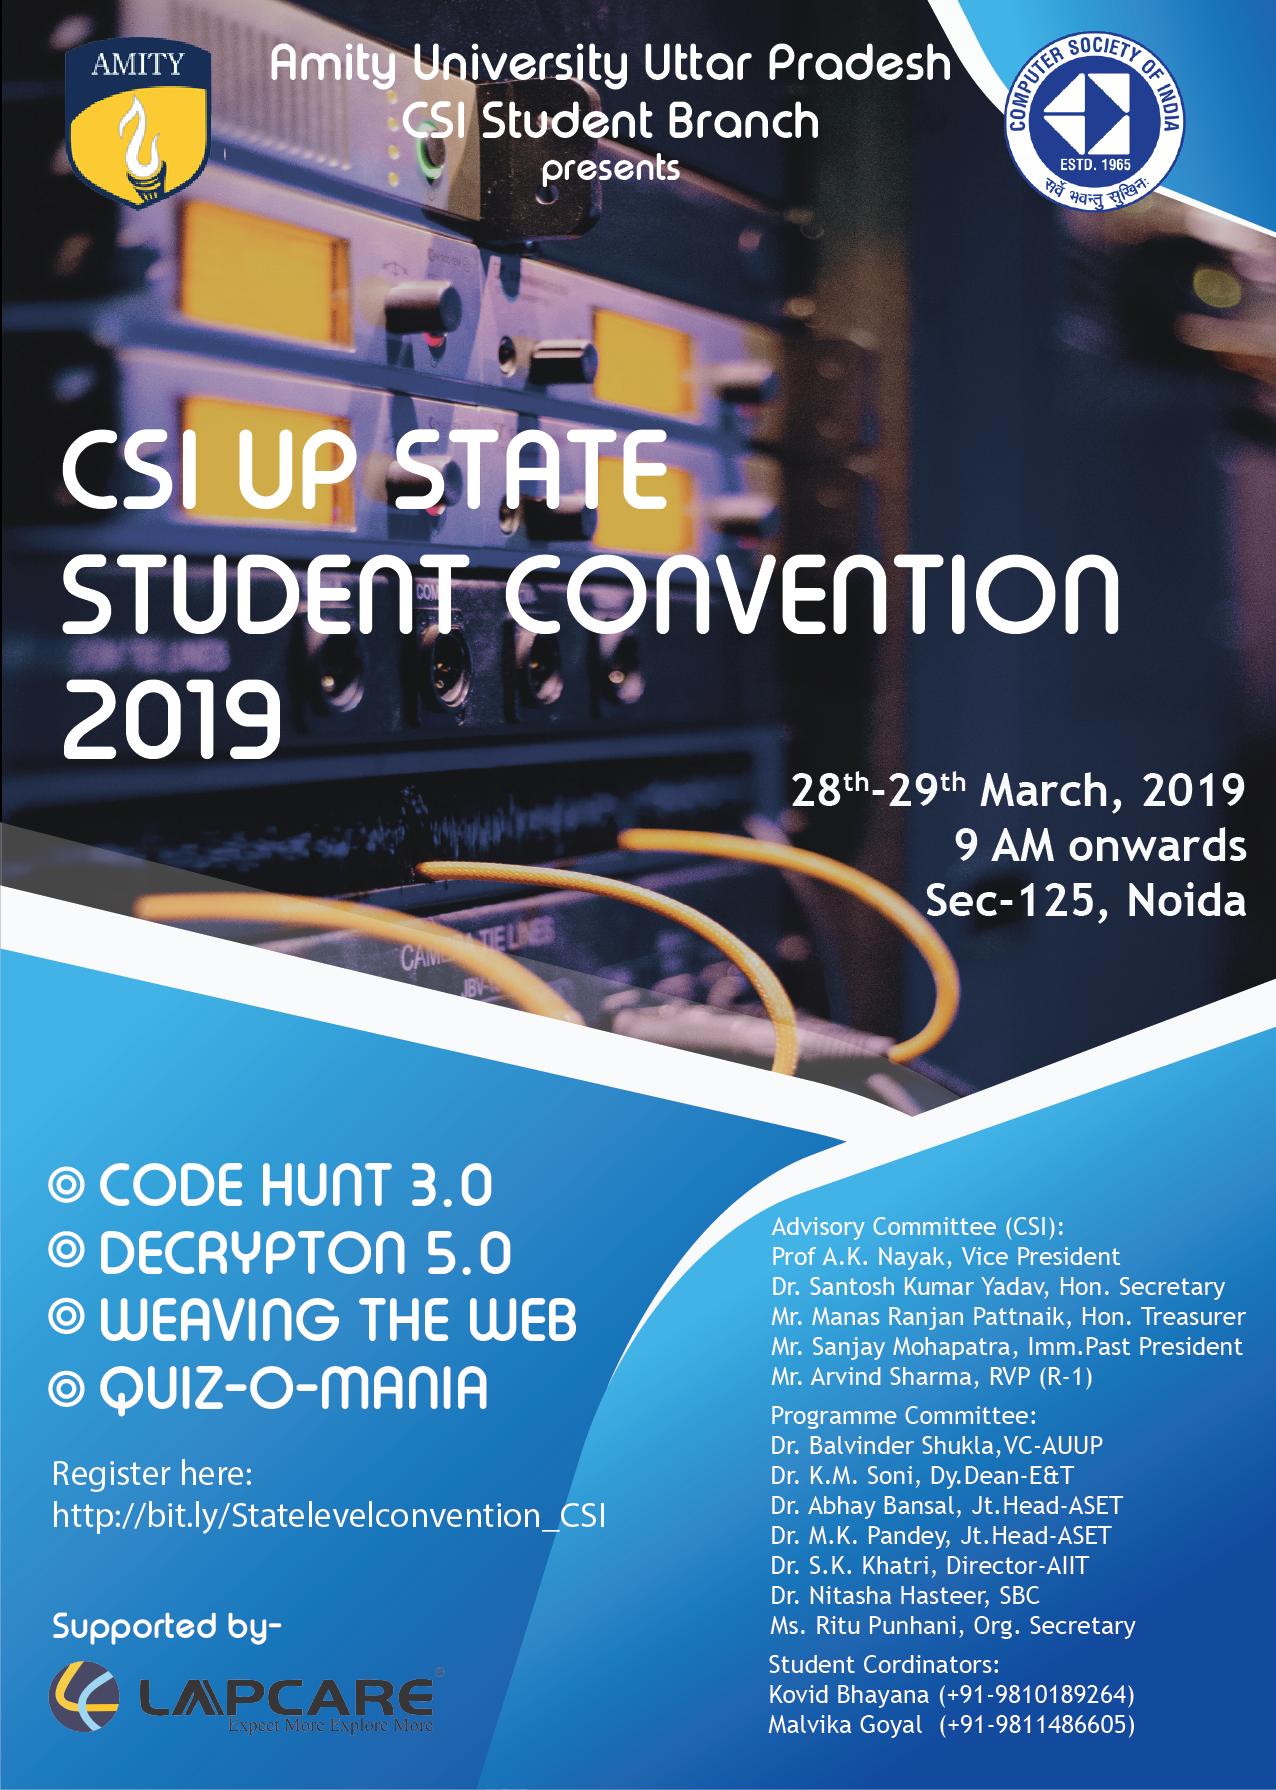 AMITY
Amity University Uttar Pradesh
CSI Student Branch
presents
COMPUTER SOCIETY OF INDIA
ESTD. 1965
सर्वे भवन्तु सुखिनः
CSI UP STATE
STUDENT CONVENTION
2019
28th-29th March, 2019
9 AM onwards
Sec-125, Noida
CAMERA TIE LINES
CODE HUNT 3.0
DECRYPTON 5.0
WEAVING THE WEB
QUIZ-O-MANIA
Register here:
http://bit.ly/Statelevelconvention_CSI
Supported by-
LAPCARE®
Expect More Explore More
Advisory Committee (CSI):
Prof A.K. Nayak, Vice President
Dr. Santosh Kumar Yadav, Hon. Secretary
Mr. Manas Ranjan Pattnaik, Hon. Treasurer
Mr. Sanjay Mohapatra, Imm.Past President
Mr. Arvind Sharma, RVP (R-1)
Programme Committee:
Dr. Balvinder Shukla,VC-AUUP
Dr. K.M. Soni, Dy.Dean-E&T
Dr. Abhay Bansal, Jt.Head-ASET
Dr. M.K. Pandey, Jt.Head-ASET
Dr. S.K. Khatri, Director-AIIT
Dr. Nitasha Hasteer, SBC
Ms. Ritu Punhani, Org. Secretary
Student Cordinators:
Kovid Bhayana (+91-9810189264)
Malvika Goyal (+91-9811486605)